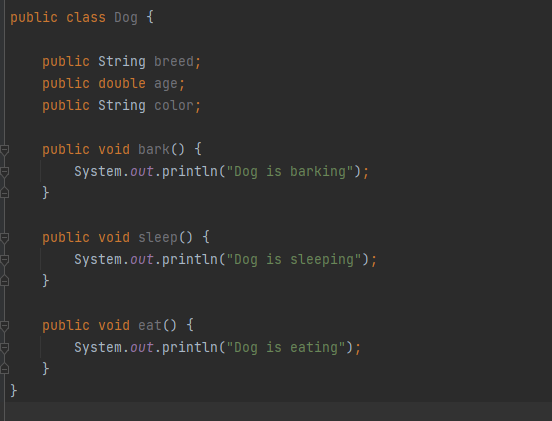 public class Dog {
public String breed;
public double age;
public String color;
public void bark() {
System.out.println("Dog is barking");
}
public void sleep() {
System.out.println("Dog is sleeping");
}
public void eat() {
System.out.println("Dog is eating");
}
}